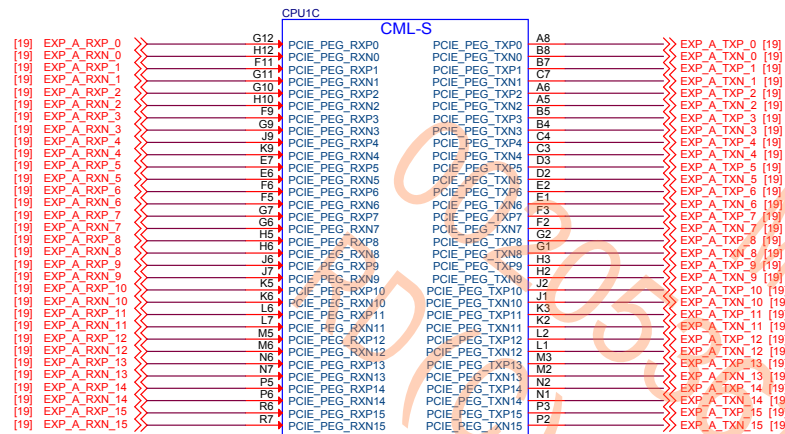 CPU1C
CML-S
[19] EXP_A_RXP_0 G12 PCIE_PEG_RXP0 PCIE_PEG_TXP0 A8 EXP_A_TXP_0 [19]
[19] EXP_A_RXN_0 H12 PCIE_PEG_RXN0 PCIE_PEG_TXN0 B8 EXP_A_TXN_0 [19]
[19] EXP_A_RXP_1 F11 PCIE_PEG_RXP1 PCIE_PEG_TXP1 B7 EXP_A_TXP_1 [19]
[19] EXP_A_RXN_1 G11 PCIE_PEG_RXN1 PCIE_PEG_TXN1 C7 EXP_A_TXN_1 [19]
[19] EXP_A_RXP_2 G10 PCIE_PEG_RXP2 PCIE_PEG_TXP2 A6 EXP_A_TXP_2 [19]
[19] EXP_A_RXN_2 H10 PCIE_PEG_RXN2 PCIE_PEG_TXN2 A5 EXP_A_TXN_2 [19]
[19] EXP_A_RXP_3 F9 PCIE_PEG_RXP3 PCIE_PEG_TXP3 B5 EXP_A_TXP_3 [19]
[19] EXP_A_RXN_3 G9 PCIE_PEG_RXN3 PCIE_PEG_TXN3 B4 EXP_A_TXN_3 [19]
[19] EXP_A_RXP_4 J9 PCIE_PEG_RXP4 PCIE_PEG_TXP4 C4 EXP_A_TXP_4 [19]
[19] EXP_A_RXN_4 K9 PCIE_PEG_RXN4 PCIE_PEG_TXN4 C3 EXP_A_TXN_4 [19]
[19] EXP_A_RXP_5 E7 PCIE_PEG_RXP5 PCIE_PEG_TXP5 D3 EXP_A_TXP_5 [19]
[19] EXP_A_RXN_5 E6 PCIE_PEG_RXN5 PCIE_PEG_TXN5 D2 EXP_A_TXN_5 [19]
[19] EXP_A_RXP_6 F6 PCIE_PEG_RXP6 PCIE_PEG_TXP6 E2 EXP_A_TXP_6 [19]
[19] EXP_A_RXN_6 F5 PCIE_PEG_RXN6 PCIE_PEG_TXN6 E1 EXP_A_TXN_6 [19]
[19] EXP_A_RXP_7 G7 PCIE_PEG_RXP7 PCIE_PEG_TXP7 F3 EXP_A_TXP_7 [19]
[19] EXP_A_RXN_7 G6 PCIE_PEG_RXN7 PCIE_PEG_TXN7 F2 EXP_A_TXN_7 [19]
[19] EXP_A_RXP_8 H5 PCIE_PEG_RXP8 PCIE_PEG_TXP8 G2 EXP_A_TXP_8 [19]
[19] EXP_A_RXN_8 H6 PCIE_PEG_RXN8 PCIE_PEG_TXN8 G1 EXP_A_TXN_8 [19]
[19] EXP_A_RXP_9 J6 PCIE_PEG_RXP9 PCIE_PEG_TXP9 H3 EXP_A_TXP_9 [19]
[19] EXP_A_RXN_9 J7 PCIE_PEG_RXN9 PCIE_PEG_TXN9 H2 EXP_A_TXN_9 [19]
[19] EXP_A_RXP_10 K5 PCIE_PEG_RXP10 PCIE_PEG_TXP10 J2 EXP_A_TXP_10 [19]
[19] EXP_A_RXN_10 K6 PCIE_PEG_RXN10 PCIE_PEG_TXN10 J1 EXP_A_TXN_10 [19]
[19] EXP_A_RXP_11 L6 PCIE_PEG_RXP11 PCIE_PEG_TXP11 K3 EXP_A_TXP_11 [19]
[19] EXP_A_RXN_11 L7 PCIE_PEG_RXN11 PCIE_PEG_TXN11 K2 EXP_A_TXN_11 [19]
[19] EXP_A_RXP_12 M5 PCIE_PEG_RXP12 PCIE_PEG_TXP12 L2 EXP_A_TXP_12 [19]
[19] EXP_A_RXN_12 M6 PCIE_PEG_RXN12 PCIE_PEG_TXN12 L1 EXP_A_TXN_12 [19]
[19] EXP_A_RXP_13 N6 PCIE_PEG_RXP13 PCIE_PEG_TXP13 M3 EXP_A_TXP_13 [19]
[19] EXP_A_RXN_13 N7 PCIE_PEG_RXN13 PCIE_PEG_TXN13 M2 EXP_A_TXN_13 [19]
[19] EXP_A_RXP_14 P5 PCIE_PEG_RXP14 PCIE_PEG_TXP14 N2 EXP_A_TXP_14 [19]
[19] EXP_A_RXN_14 P6 PCIE_PEG_RXN14 PCIE_PEG_TXN14 N1 EXP_A_TXN_14 [19]
[19] EXP_A_RXP_15 R6 PCIE_PEG_RXP15 PCIE_PEG_TXP15 P3 EXP_A_TXP_15 [19]
[19] EXP_A_RXN_15 R7 PCIE_PEG_RXN15 PCIE_PEG_TXN15 P2 EXP_A_TXN_15 [19]